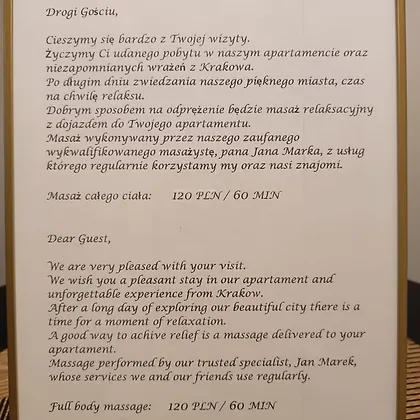 Drogi Gościu,
Cieszymy się bardzo z Twojej wizyty.
Życzymy Ci udanego pobytu w naszym apartamencie oraz
niezapomnianych wrażeń z Krakowa.
Po długim dniu zwiedzania naszego pięknego miasta, czas
na chwilę relaksu.
Dobrym sposobem na odprężenie będzie masaż relaksacyjny
z dojazdem do Twojego apartamentu.
Masaż wykonywany przez naszego zaufanego
wykwalifikowanego masażystę, pana Jana Marka, z usług
którego regularnie korzystamy my oraz nasi znajomi.
Masaż całego ciała: 120 PLN / 60 MIN
Dear Guest,
We are very pleased with your visit.
We wish you a pleasant stay in our apartment and
unforgettable experience from Krakow.
After a long day of exploring our beautiful city there is a
time for a moment of relaxation.
A good way to achive relief is a massage delivered to your
apartment.
Massage performed by our trusted specialist, Jan Marek,
whose services we and our friends use regularly.
Full body massage: 120 PLN / 60 MIN